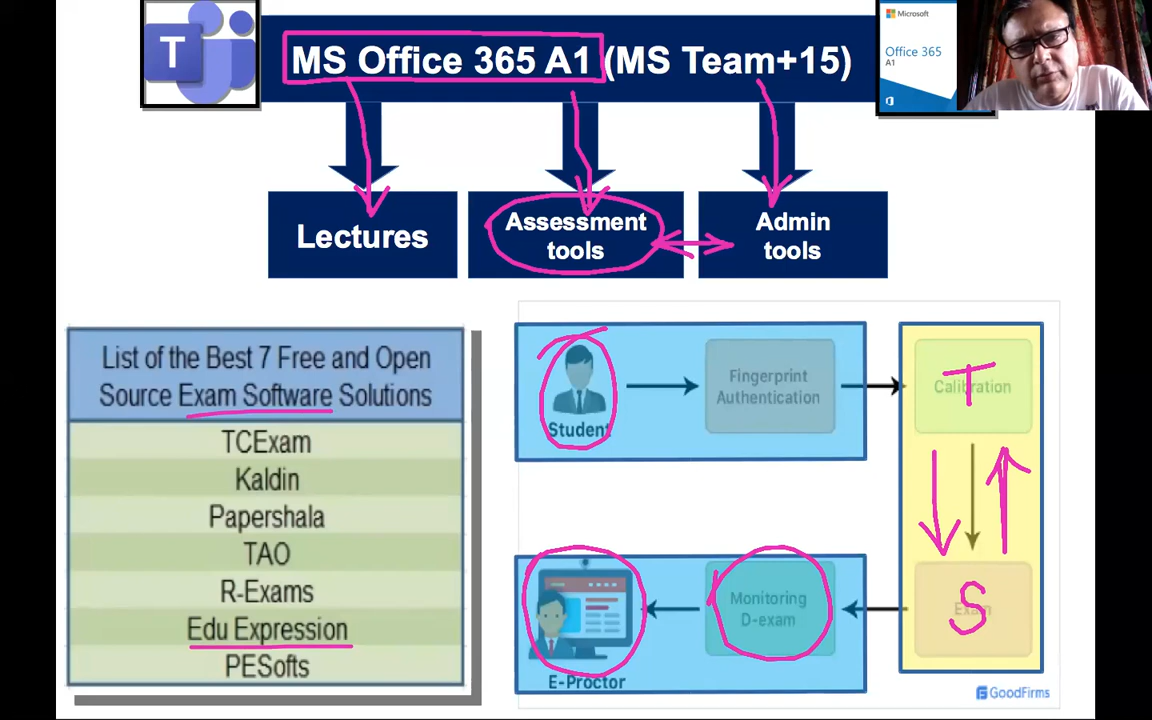 T
MS Office 365 A1 (MS Team+15)
Microsoft
Office 365
A1
Lectures
Assessment
tools
Admin
tools
List of the Best 7 Free and Open
Source Exam Software Solutions
TCExam
Kaldin
Papershala
TAO
R-Exams
Edu Expression
PESofts
Student
Fingerprint
Authentication
Calibration
T
S
Exam
Monitoring
D-exam
E-Proctor
GoodFirms